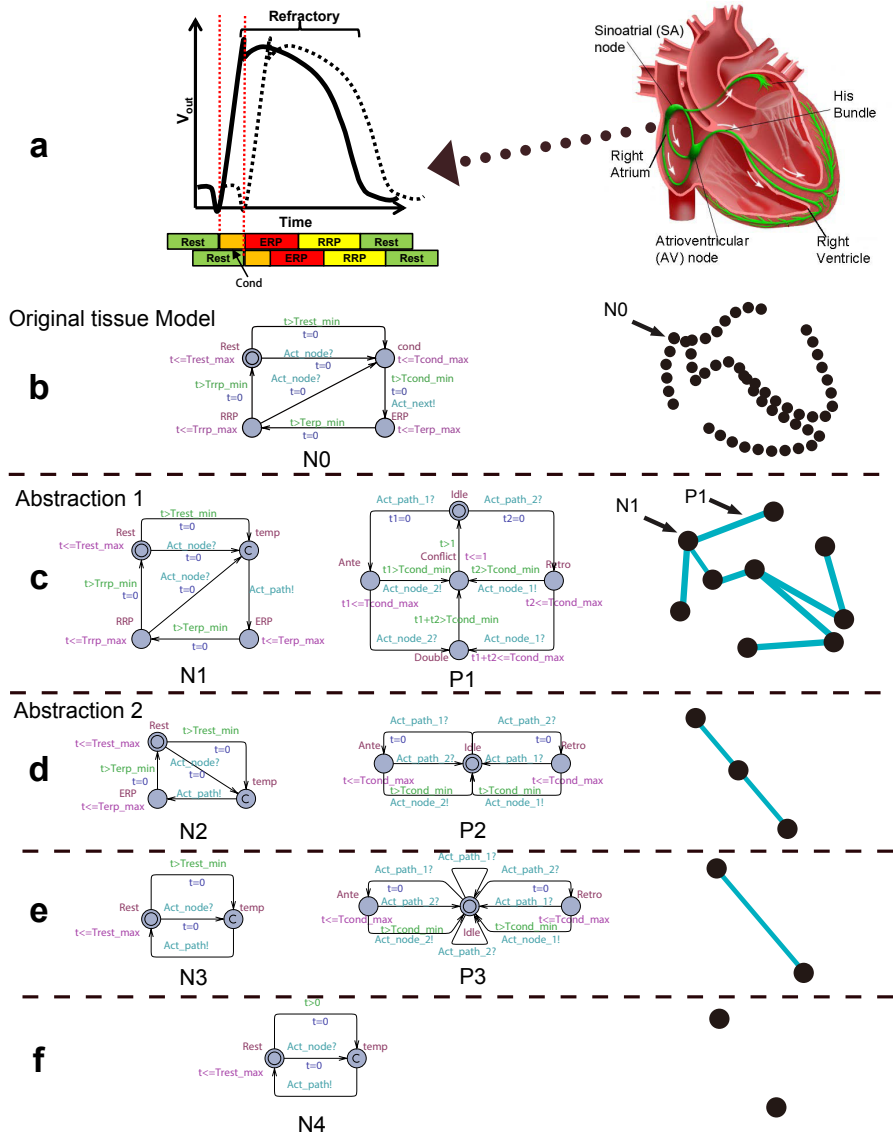 Refractory
V_out
Time
a
Rest
ERP
RRP
Rest
Rest
ERP
RRP
Rest
Cond
Sinoatrial (SA)
node
His
Bundle
Right
Atrium
Atrioventricular
(AV) node
Right
Ventricle
Original tissue Model
b
t>Trest_min
t=0
Rest
cond
t<=Trest_max
Act_node?
t=0
t<=Tcond_max
t>Trrp_min
t=0
Act_node?
t=0
t>Tcond_min
t=0
Act_next!
RRP
t>Terp_min
ERP
t<=Trrp_max
t=0
t<=Terp_max
N0
N0
Abstraction 1
c
t>Trest_min
t=0
Rest
temp
t<=Trest_max
Act_node?
t=0
C
t>Trrp_min
t=0
Act_node?
t=0
Act_path!
RRP
t>Terp_min
ERP
t<=Trrp_max
t=0
t<=Terp_max
N1
Idle
Act_path_1?
Act_path_2?
t1=0
t2=0
t>1
Conflict
t<=1
Ante
Retro
t1>Tcond_min
t2>Tcond_min
Act_node_2!
Act_node_1!
t1<=Tcond_max
t2<=Tcond_max
t1+t2>Tcond_min
Act_node_2?
Act_node_1?
Double
t1+t2<=Tcond_max
P1
N1
P1
Abstraction 2
d
Rest
t>Trest_min
t<=Trest_max
t=0
Act_node?
t=0
t>Terp_min
t=0
temp
ERP
Act_path!
C
t<=Terp_max
N2
Act_path_1?
Act_path_2?
t=0
t=0
Ante
Idle
Retro
Act_path_2?
Act_path_1?
t<=Tcond_max
t<=Tcond_max
t>Tcond_min
t>Tcond_min
Act_node_2!
Act_node_1!
P2
e
t>Trest_min
t=0
Rest
temp
Act_node?
t<=Trest_max
t=0
C
Act_path!
N3
Act_path_1?
Act_path_1?
Act_path_2?
t=0
t=0
Ante
Retro
Act_path_2?
Act_path_1?
t<=Tcond_max
t<=Tcond_max
t>Tcond_min
t>Tcond_min
Act_node_2!
Idle
Act_node_1!
Act_path_2?
P3
f
t>0
t=0
Rest
temp
Act_node?
t<=Trest_max
t=0
C
Act_path!
N4